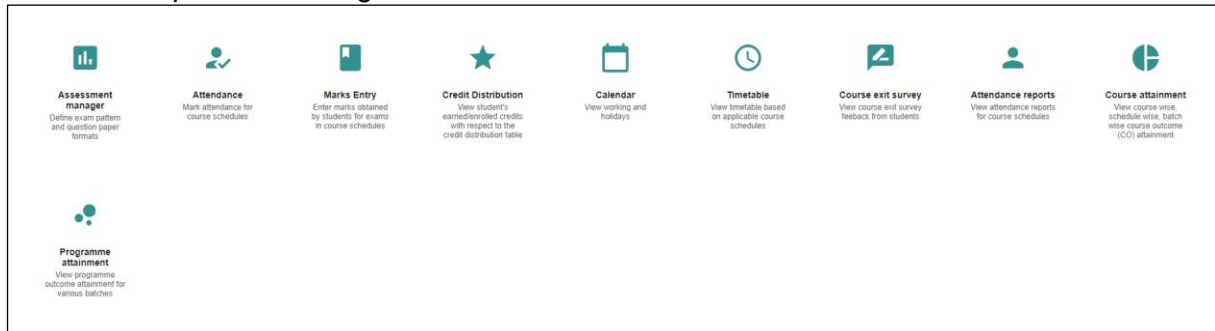 Assessment
manager
Define exam pattern
and question paper
formats
Attendance
Mark attendance for
course schedules
Marks Entry
Enter marks obtained
by students for exams
in course schedules
Credit Distribution
View student's
earned/enrolled credits
with respect to the
credit distribution table
Calendar
View working and
holidays
Timetable
View timetable based
on applicable course
schedules
Course exit survey
View course exit survey
feeback from students
Attendance reports
View attendance reports
for course schedules
Course attainment
View course wise,
schedule wise, batch
wise course outcome
(CO) attainment
Programme
attainment
View programme
outcome attainment for
various batches